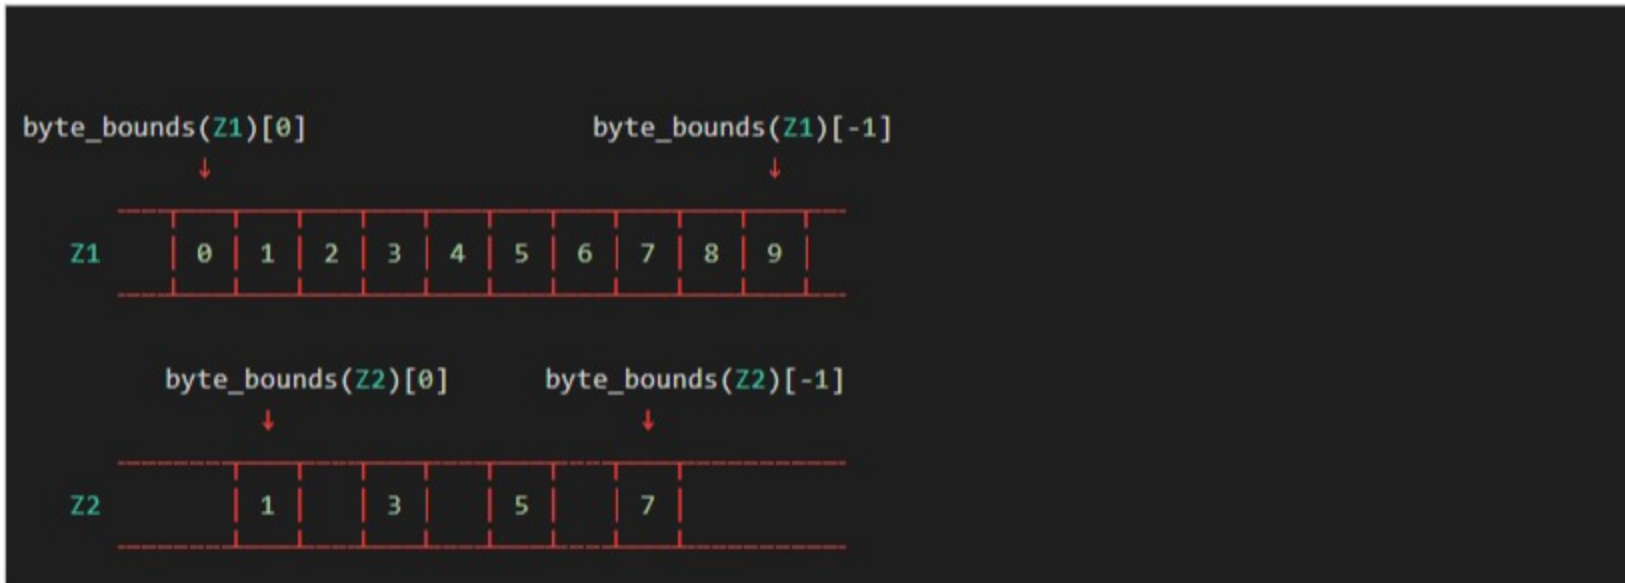 byte_bounds(Z1)[0] byte_bounds(Z1)[-1]
↓ ↓
Z1 0 1 2 3 4 5 6 7 8 9
byte_bounds(Z2)[0] byte_bounds(Z2)[-1]
↓ ↓
Z2 1 3 5 7